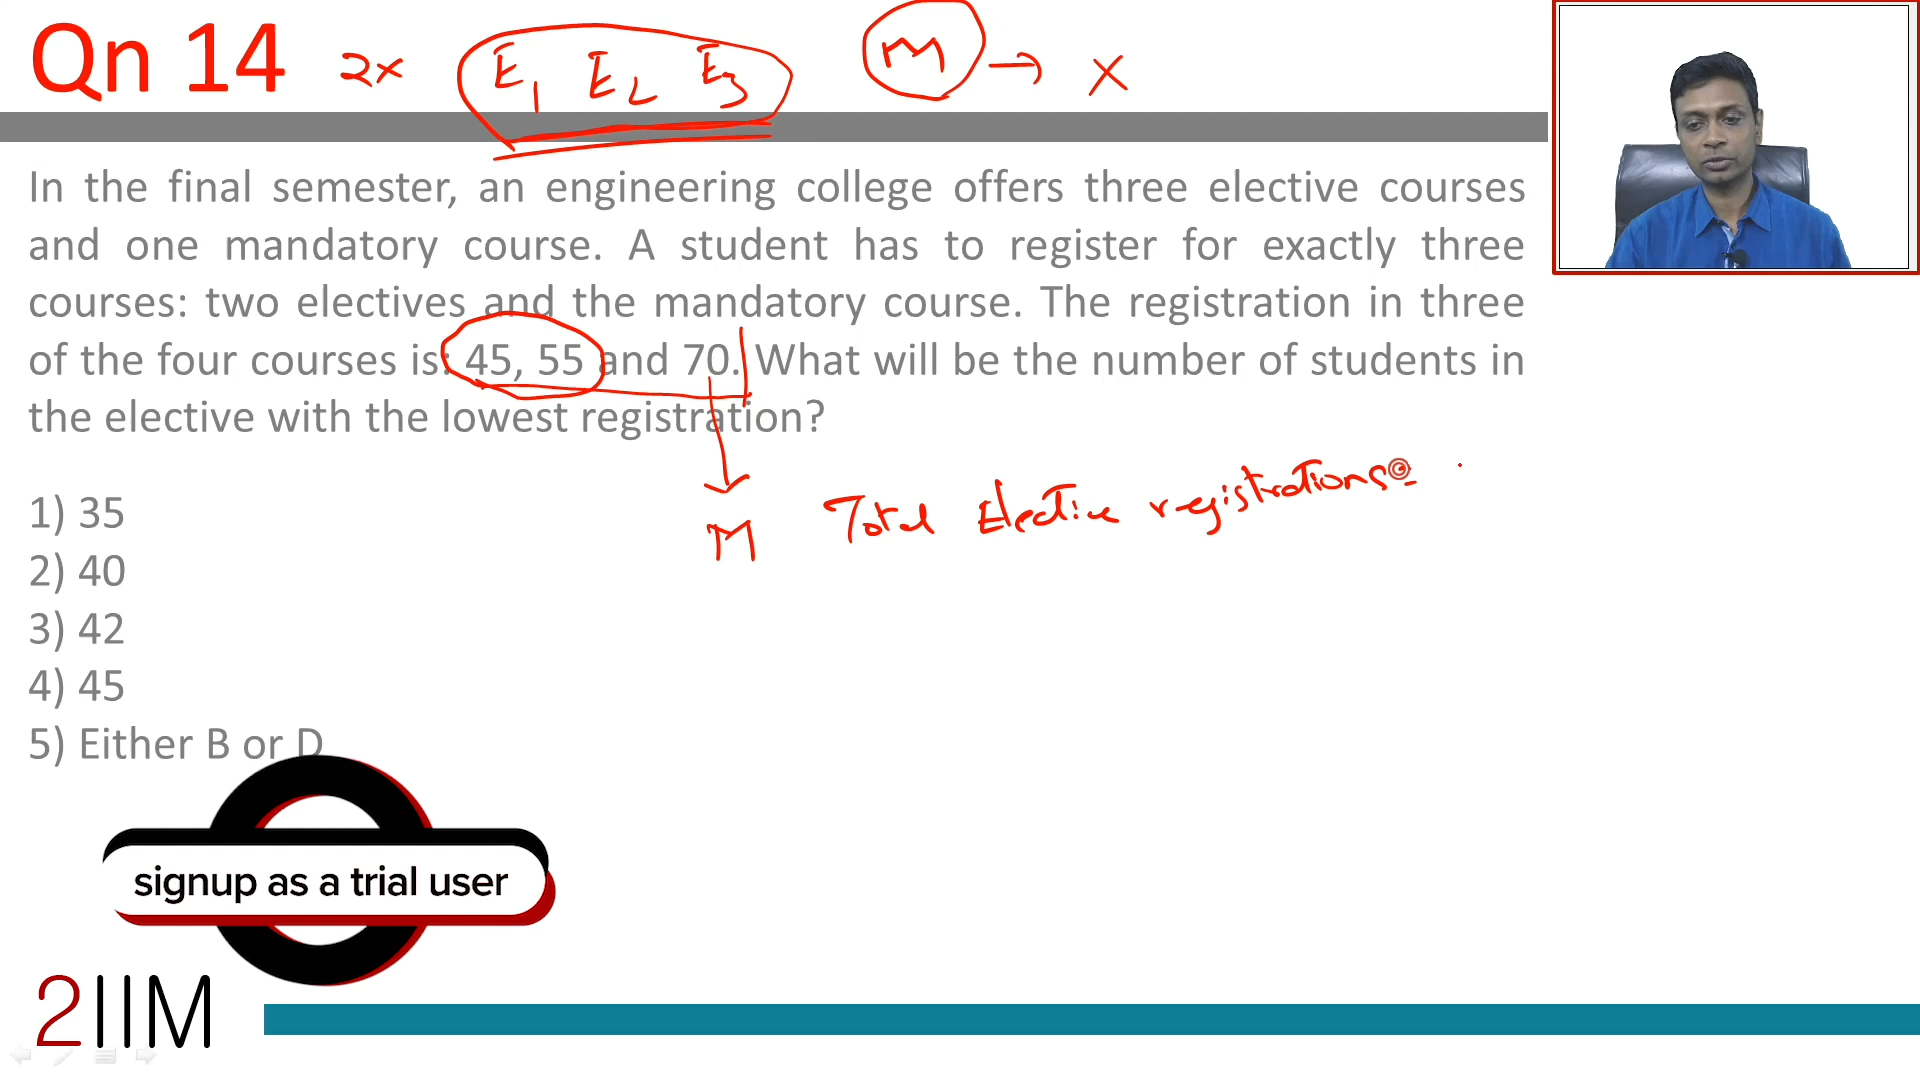 Qn 14 2x E1 E2 E3 M → x
In the final semester, an engineering college offers three elective courses
and one mandatory course. A student has to register for exactly three
courses: two electives and the mandatory course. The registration in three
of the four courses is: 45, 55 and 70. What will be the number of students in
the elective with the lowest registration?
M Total Elective registrations
1) 35
2) 40
3) 42
4) 45
5) Either B or D
signup as a trial user
2IIM